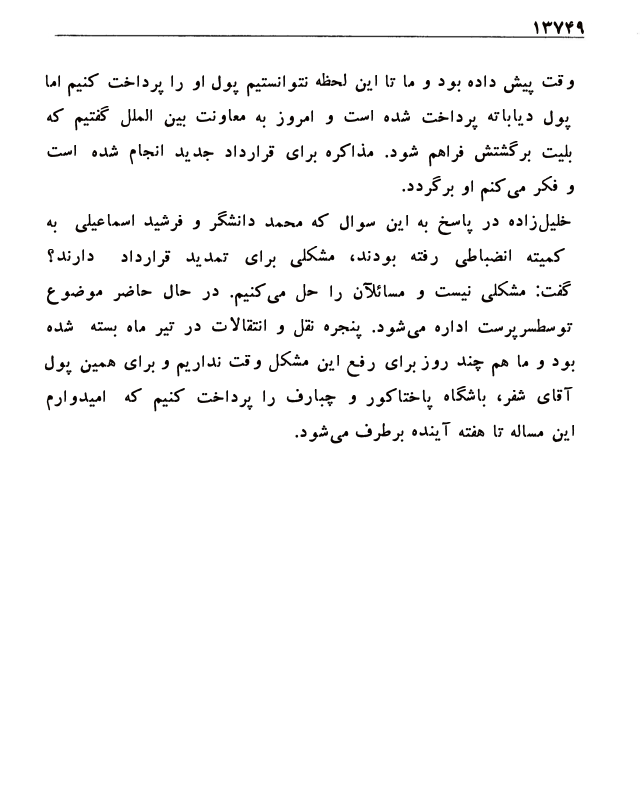 ۱۳۷۴۹
وقت پیش داده بود و ما تا این لحظه نتوانستیم پول او را پرداخت کنیم اما
پول دیاباته پرداخت شده است و امروز به معاونت بین الملل گفتیم که
بلیت برگشتش فراهم شود. مذاکره برای قرارداد جدید انجام شده است
و فکر می‌کنم او برگردد.
خلیل‌زاده در پاسخ به این سوال که محمد دانشگر و فرشید اسماعیلی به
کمیته انضباطی رفته بودند، مشکلی برای تمدید قرارداد دارند؟
گفت: مشکلی نیست و مسائلآن را حل می‌کنیم. در حال حاضر موضوع
توسطسرپرست اداره می‌شود. پنجره نقل و انتقالات در تیر ماه بسته شده
بود و ما هم چند روز برای رفع این مشکل وقت نداریم و برای همین پول
آقای شفر، باشگاه پاختاکور و چبارف را پرداخت کنیم که امیدوارم
این مساله تا هفته آینده برطرف می‌شود.